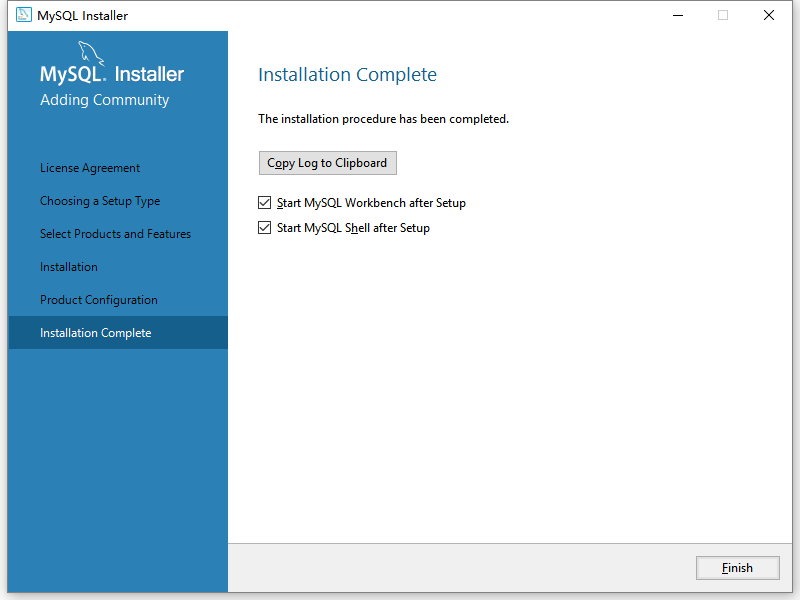 MySQL Installer
MySQL. Installer
Adding Community
License Agreement
Choosing a Setup Type
Select Products and Features
Installation
Product Configuration
Installation Complete
Installation Complete
The installation procedure has been completed.
Copy Log to Clipboard
Start MySQL Workbench after Setup
Start MySQL Shell after Setup
Finish